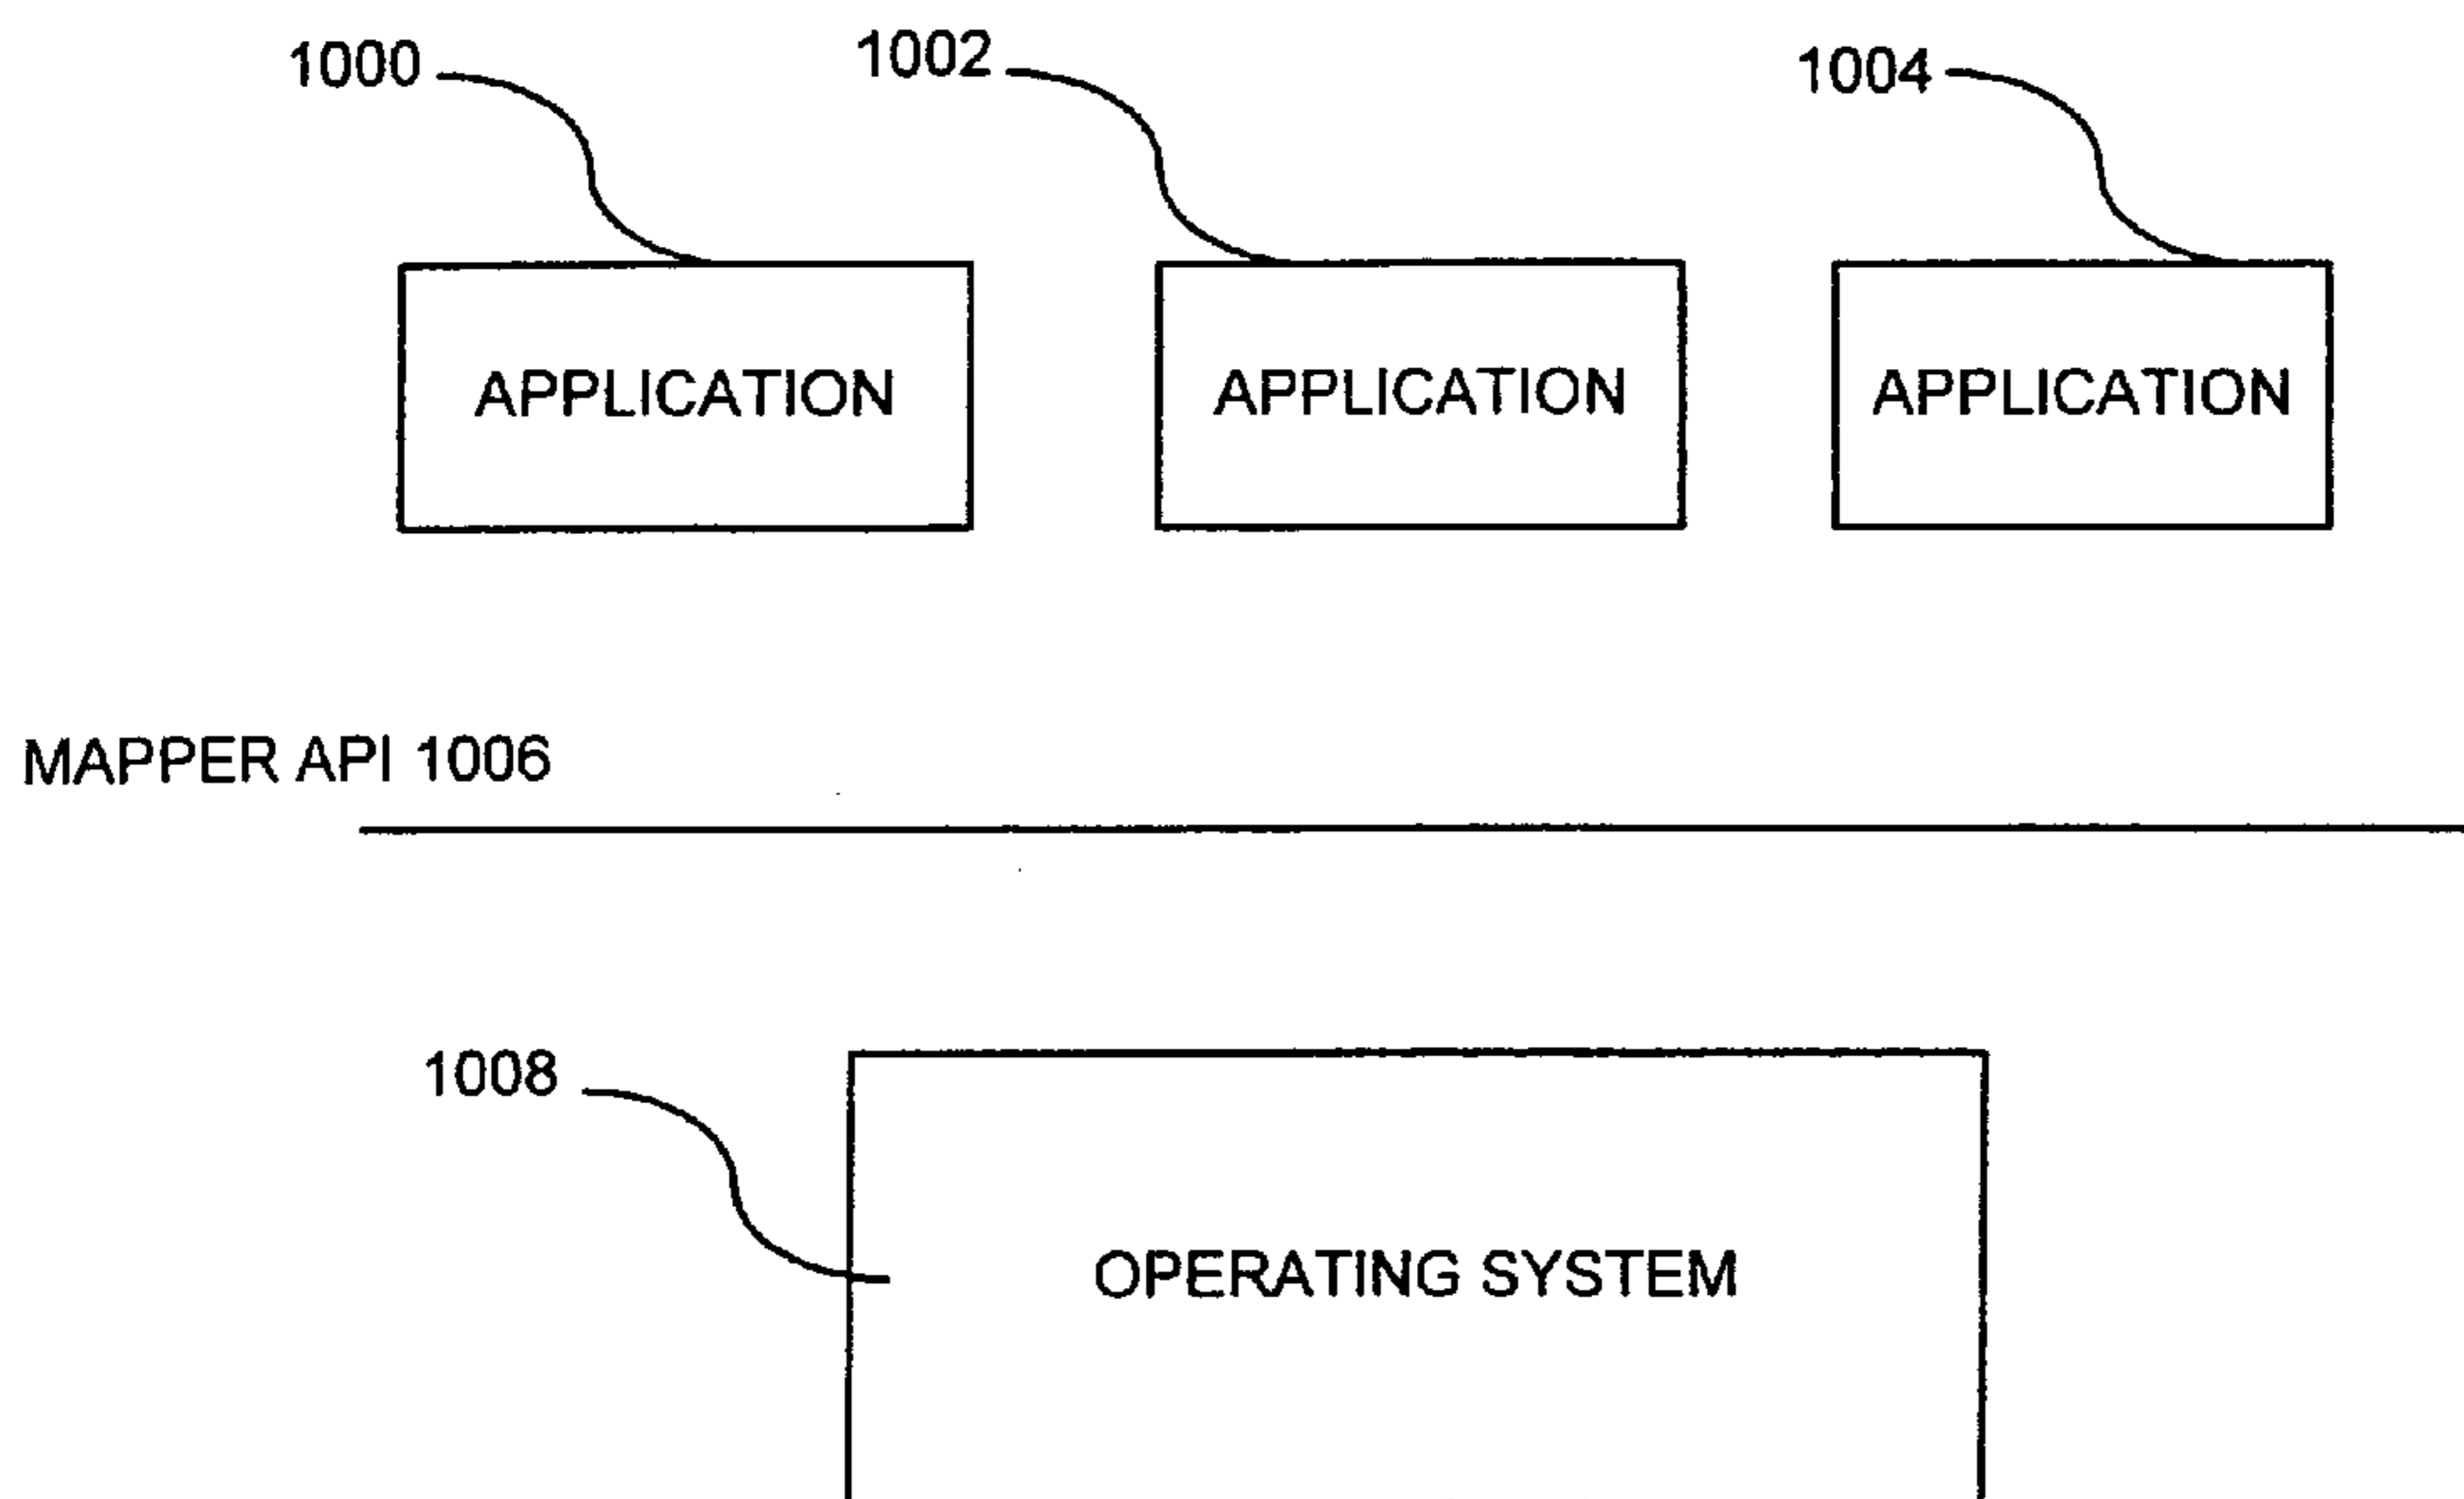 1000
1002
1004
APPLICATION
APPLICATION
APPLICATION
MAPPER API 1006
1008
OPERATING SYSTEM